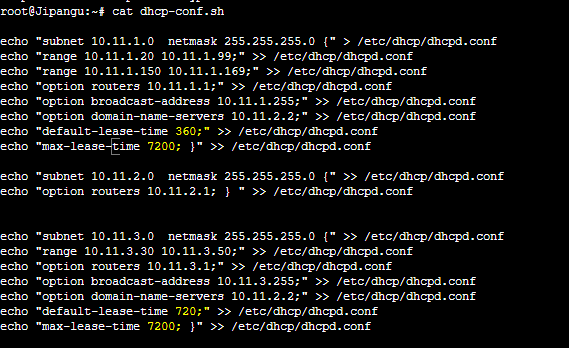 root@Jipangu:~# cat dhcp-conf.sh
echo "subnet 10.11.1.0  netmask 255.255.255.0 {" > /etc/dhcp/dhcpd.conf
echo "range 10.11.1.20 10.11.1.99;" >> /etc/dhcp/dhcpd.conf
echo "range 10.11.1.150 10.11.1.169;" >> /etc/dhcp/dhcpd.conf
echo "option routers 10.11.1.1;" >> /etc/dhcp/dhcpd.conf
echo "option broadcast-address 10.11.1.255;" >> /etc/dhcp/dhcpd.conf
echo "option domain-name-servers 10.11.2.2;" >> /etc/dhcp/dhcpd.conf
echo "default-lease-time 360;" >> /etc/dhcp/dhcpd.conf
echo "max-lease-time 7200; }" >> /etc/dhcp/dhcpd.conf
echo "subnet 10.11.2.0  netmask 255.255.255.0 {" >> /etc/dhcp/dhcpd.conf
echo "option routers 10.11.2.1; } " >> /etc/dhcp/dhcpd.conf
echo "subnet 10.11.3.0  netmask 255.255.255.0 {" >> /etc/dhcp/dhcpd.conf
echo "range 10.11.3.30 10.11.3.50;" >> /etc/dhcp/dhcpd.conf
echo "option routers 10.11.3.1;" >> /etc/dhcp/dhcpd.conf
echo "option broadcast-address 10.11.3.255;" >> /etc/dhcp/dhcpd.conf
echo "option domain-name-servers 10.11.2.2;" >> /etc/dhcp/dhcpd.conf
echo "default-lease-time 720;" >> /etc/dhcp/dhcpd.conf
echo "max-lease-time 7200; }" >> /etc/dhcp/dhcpd.conf